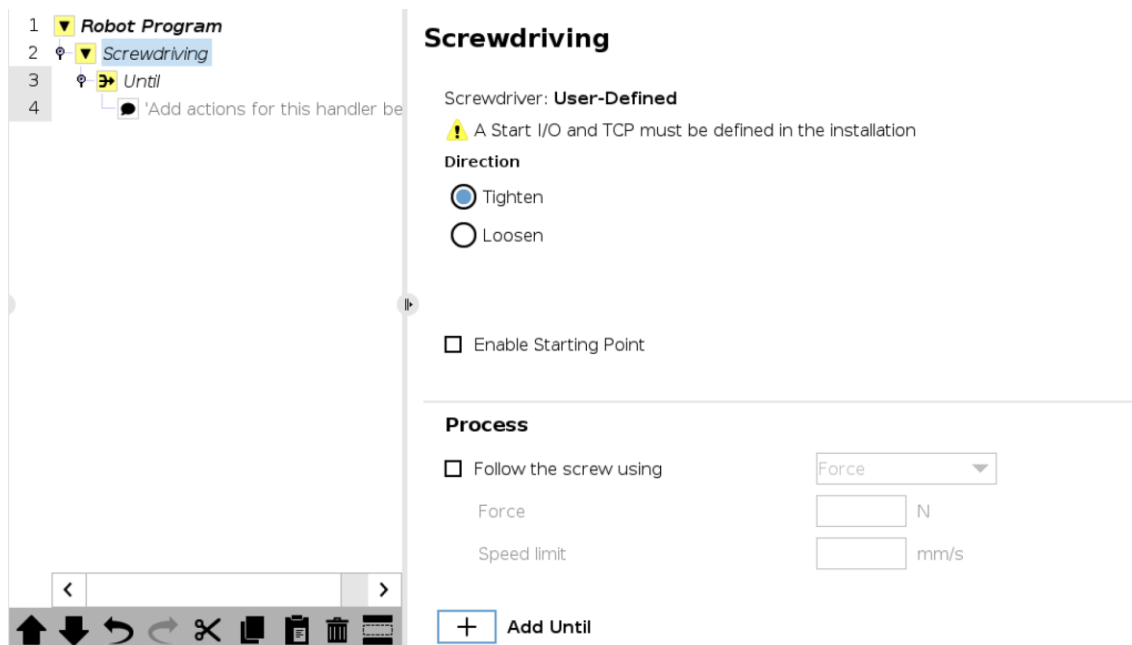 1 Robot Program
2 Screwdriving
3 Until
4 'Add actions for this handler be
Screwdriving
Screwdriver: User-Defined
A Start I/O and TCP must be defined in the installation
Direction
Tighten
Loosen
Enable Starting Point
Process
Follow the screw using Force
Force N
Speed limit mm/s
Add Until